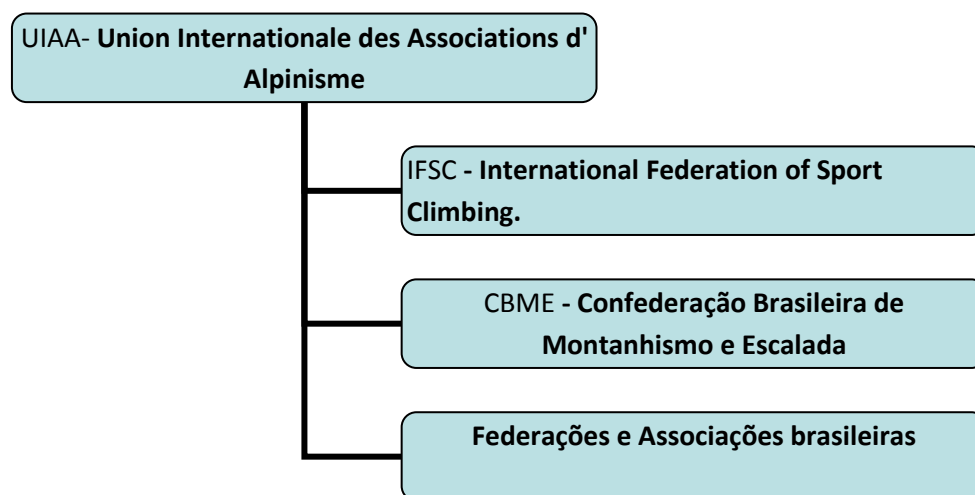 UIAA- Union Internationale des Associations d'
Alpinisme
IFSC - International Federation of Sport
Climbing.
CBME - Confederação Brasileira de
Montanhismo e Escalada
Federações e Associações brasileiras